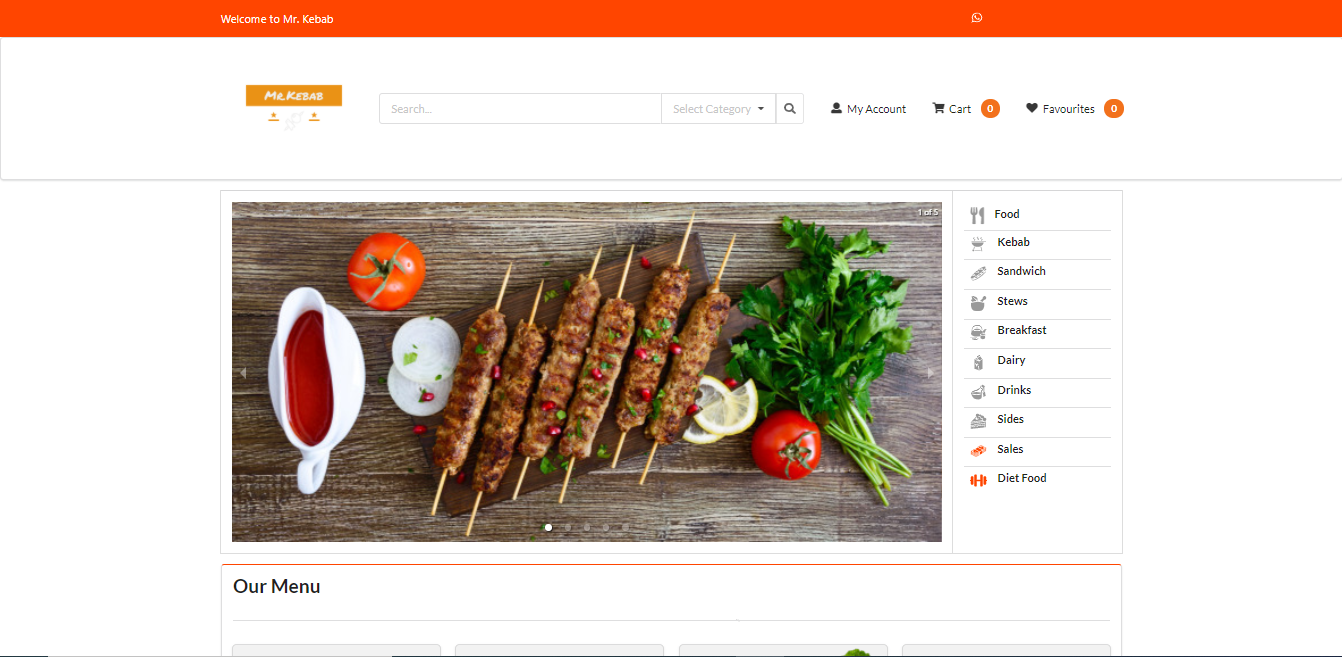 Welcome to Mr. Kebab
MR.KEBAB
Search...
Select Category
My Account
Cart 0
Favourites 0
1 of 5
Food
Kebab
Sandwich
Stews
Breakfast
Dairy
Drinks
Sides
Sales
Diet Food
Our Menu